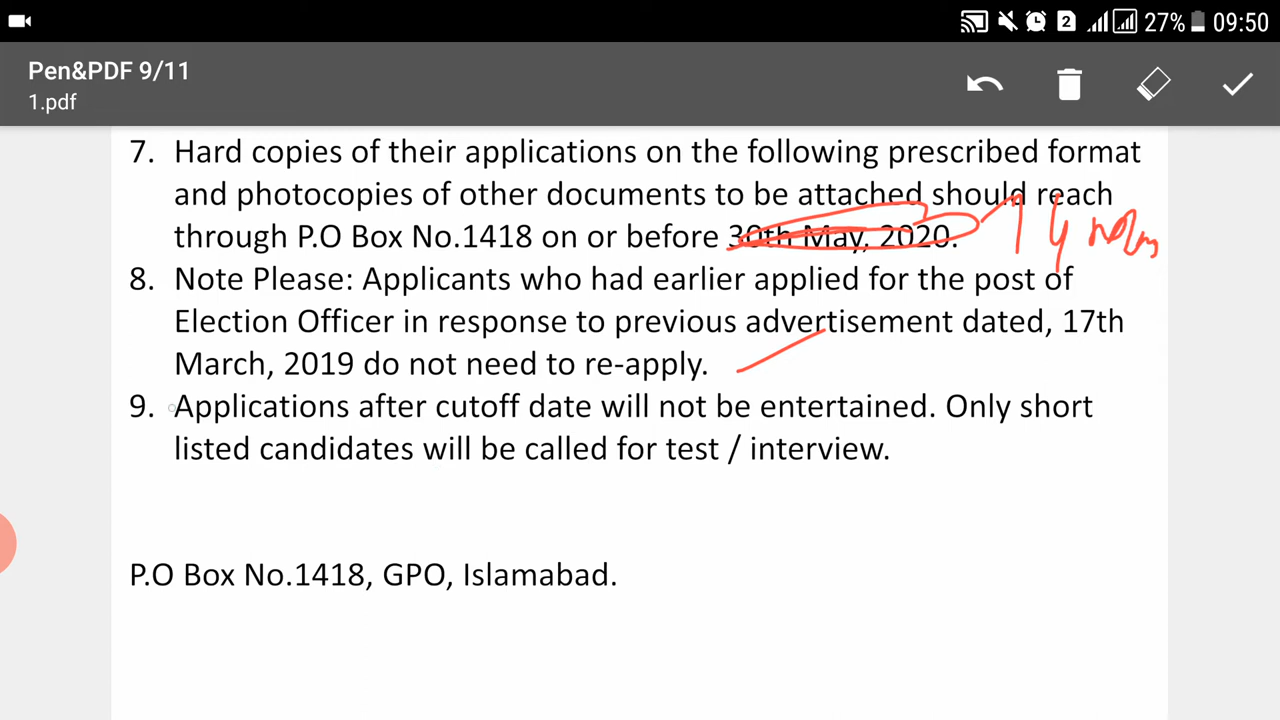 2 27% 09:50
Pen&PDF 9/11
1.pdf
7. Hard copies of their applications on the following prescribed format
and photocopies of other documents to be attached should reach
through P.O Box No.1418 on or before 30th May, 2020.
8. Note Please: Applicants who had earlier applied for the post of
Election Officer in response to previous advertisement dated, 17th
March, 2019 do not need to re-apply.
9. Applications after cutoff date will not be entertained. Only short
listed candidates will be called for test / interview.
P.O Box No.1418, GPO, Islamabad.